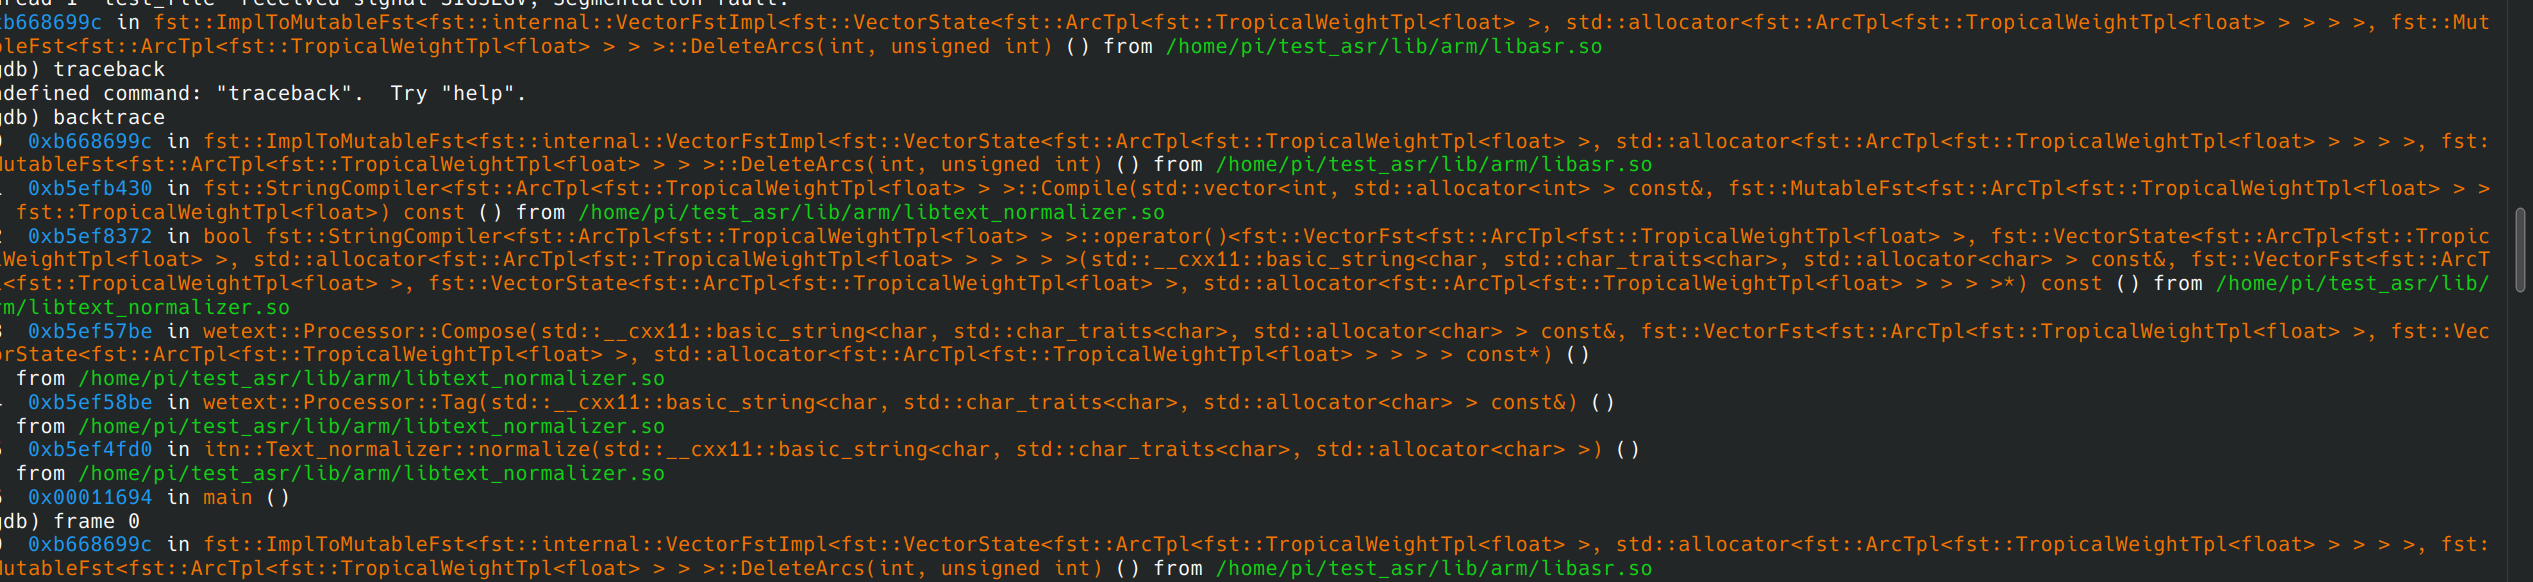 received signal SIGSEGV, Segmentation fault.
b668699c in fst::ImplToMutableFst<fst::internal::VectorFstImpl<fst::VectorState<fst::ArcTpl<fst::TropicalWeightTpl<float> >, std::allocator<fst::ArcTpl<fst::TropicalWeightTpl<float> > > > >, fst::Mut
leFst<fst::ArcTpl<fst::TropicalWeightTpl<float> > > >::DeleteArcs(int, unsigned int) () from /home/pi/test_asr/lib/arm/libasr.so
gdb) traceback
ndefined command: "traceback".  Try "help".
gdb) backtrace
0xb668699c in fst::ImplToMutableFst<fst::internal::VectorFstImpl<fst::VectorState<fst::ArcTpl<fst::TropicalWeightTpl<float> >, std::allocator<fst::ArcTpl<fst::TropicalWeightTpl<float> > > > >, fst:
MutableFst<fst::ArcTpl<fst::TropicalWeightTpl<float> > > >::DeleteArcs(int, unsigned int) () from /home/pi/test_asr/lib/arm/libasr.so
0xb5efb430 in fst::StringCompiler<fst::ArcTpl<fst::TropicalWeightTpl<float> > >::Compile(std::vector<int, std::allocator<int> > const&, fst::MutableFst<fst::ArcTpl<fst::TropicalWeightTpl<float> > >
fst::TropicalWeightTpl<float>) const () from /home/pi/test_asr/lib/arm/libtext_normalizer.so
2 0xb5ef8372 in bool fst::StringCompiler<fst::ArcTpl<fst::TropicalWeightTpl<float> > >::operator()<fst::VectorFst<fst::ArcTpl<fst::TropicalWeightTpl<float> >, fst::VectorState<fst::ArcTpl<fst::Tropic
WeightTpl<float> >, std::allocator<fst::ArcTpl<fst::TropicalWeightTpl<float> > > > > >(std::__cxx11::basic_string<char, std::char_traits<char>, std::allocator<char> > const&, fst::VectorFst<fst::ArcT
<fst::TropicalWeightTpl<float> >, fst::VectorState<fst::ArcTpl<fst::TropicalWeightTpl<float> >, std::allocator<fst::ArcTpl<fst::TropicalWeightTpl<float> > > > >*) const () from /home/pi/test_asr/lib/
rm/libtext_normalizer.so
3 0xb5ef57be in wetext::Processor::Compose(std::__cxx11::basic_string<char, std::char_traits<char>, std::allocator<char> > const&, fst::VectorFst<fst::ArcTpl<fst::TropicalWeightTpl<float> >, fst::Vec
orState<fst::ArcTpl<fst::TropicalWeightTpl<float> >, std::allocator<fst::ArcTpl<fst::TropicalWeightTpl<float> > > > > const*) ()
from /home/pi/test_asr/lib/arm/libtext_normalizer.so
0xb5ef58be in wetext::Processor::Tag(std::__cxx11::basic_string<char, std::char_traits<char>, std::allocator<char> > const&) ()
from /home/pi/test_asr/lib/arm/libtext_normalizer.so
5 0xb5ef4fd0 in itn::Text_normalizer::normalize(std::__cxx11::basic_string<char, std::char_traits<char>, std::allocator<char> >) ()
from /home/pi/test_asr/lib/arm/libtext_normalizer.so
0x00011694 in main ()
gdb) frame 0
0xb668699c in fst::ImplToMutableFst<fst::internal::VectorFstImpl<fst::VectorState<fst::ArcTpl<fst::TropicalWeightTpl<float> >, std::allocator<fst::ArcTpl<fst::TropicalWeightTpl<float> > > > >, fst:
MutableFst<fst::ArcTpl<fst::TropicalWeightTpl<float> > > >::DeleteArcs(int, unsigned int) () from /home/pi/test_asr/lib/arm/libasr.so